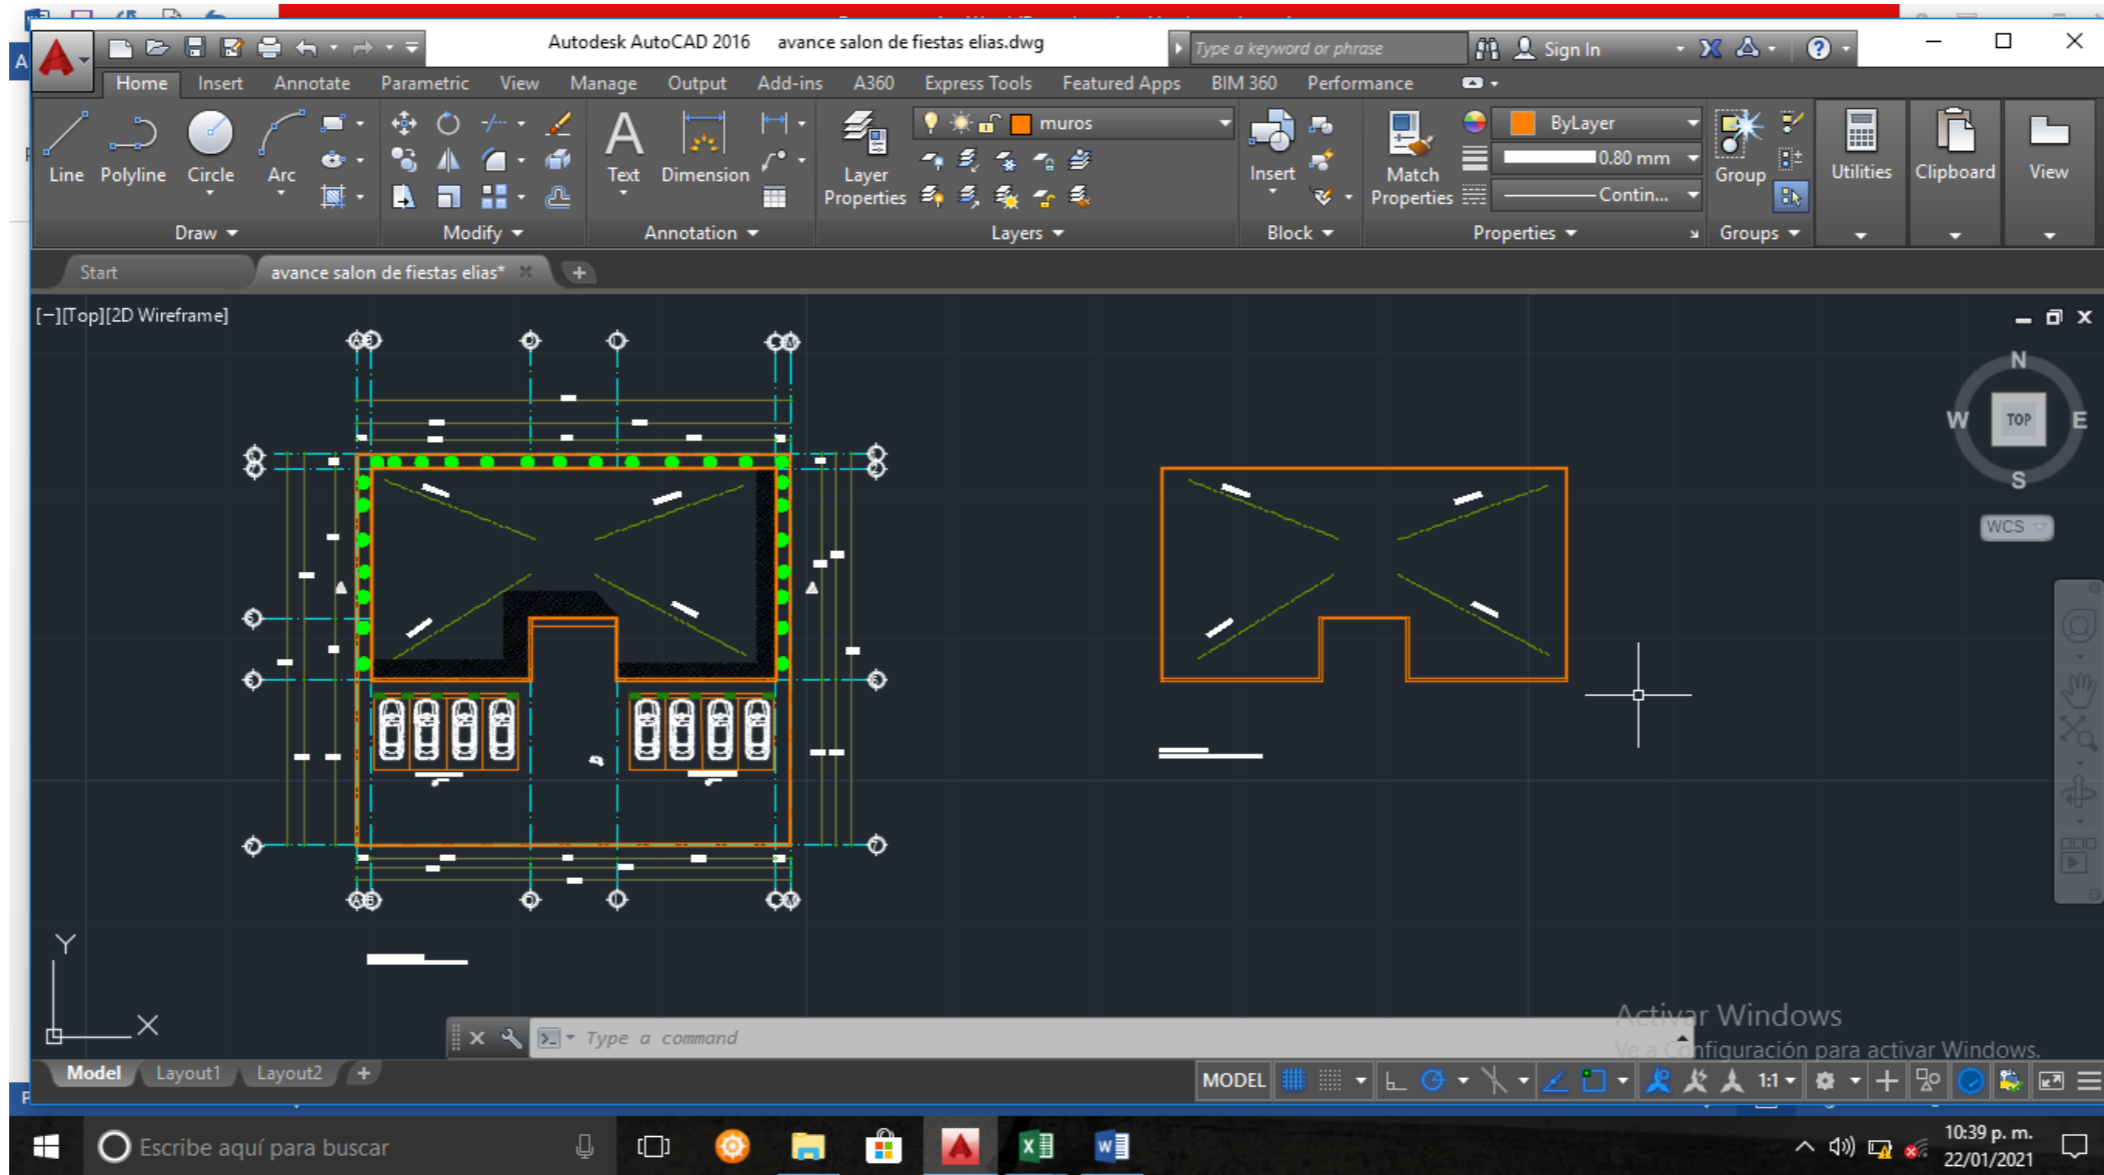 Autodesk AutoCAD 2016 avance salon de fiestas elias.dwg Type a keyword or phrase Sign In
Home Insert Annotate Parametric View Manage Output Add-ins A360 Express Tools Featured Apps BIM 360 Performance
muros ByLayer
0.80 mm
Line Polyline Circle Arc Text Dimension Layer Properties Insert Match Properties Contin... Group Utilities Clipboard View
Draw Modify Annotation Layers Block Properties Groups
Start avance salon de fiestas elias*
[−][Top][2D Wireframe]
N
W TOP E
S
WCS
Y
X
Type a command
Activar Windows
Ve a Configuración para activar Windows.
Model Layout1 Layout2 MODEL 1:1
Escribe aquí para buscar
10:39 p. m.
22/01/2021